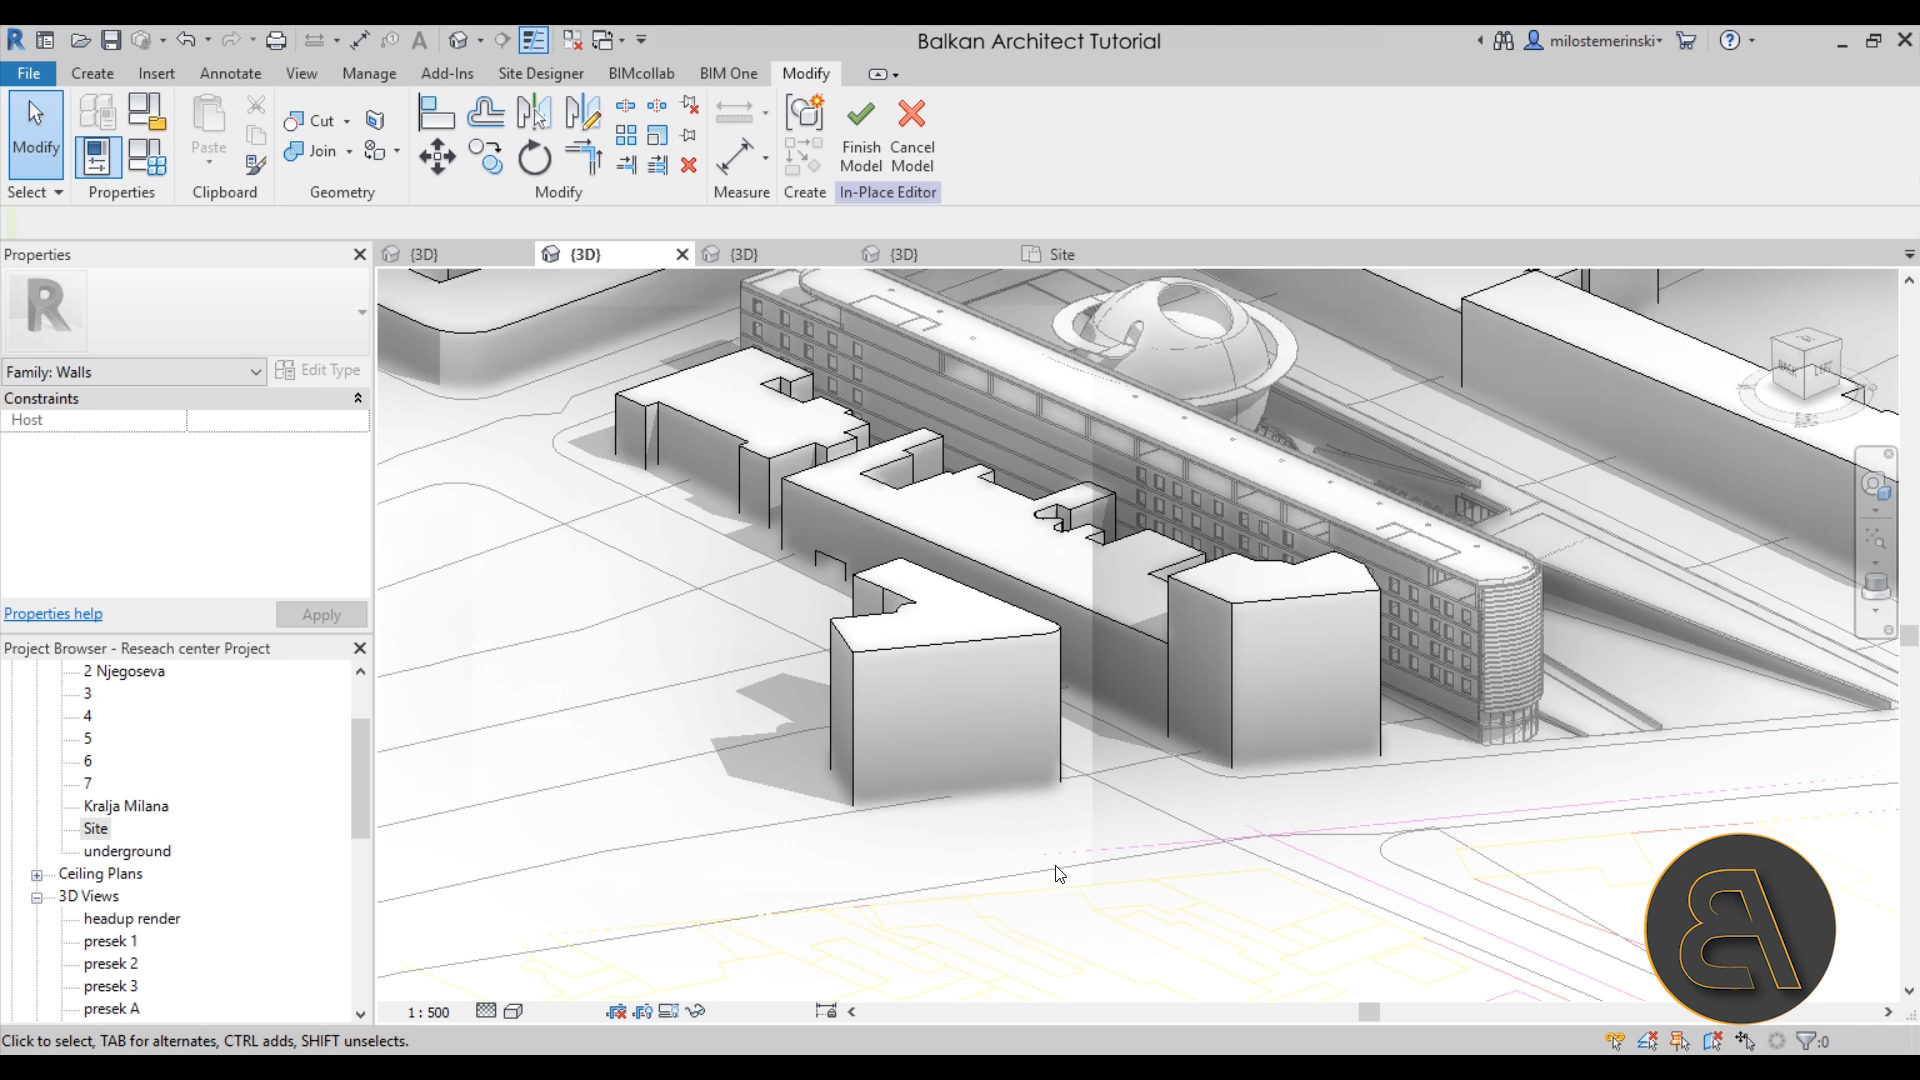 Balkan Architect Tutorial
milostemerinski
File Create Insert Annotate View Manage Add-Ins Site Designer BIMcollab BIM One Modify
Modify
Paste
Cut
Join
Finish Model
Cancel Model
Select Properties Clipboard Geometry Modify Measure Create In-Place Editor
Properties
{3D} {3D} {3D} {3D} Site
Family: Walls
Edit Type
Constraints
Host
Properties help
Apply
Project Browser - Reseach center Project
2 Njegoseva
3
4
5
6
7
Kralja Milana
Site
underground
Ceiling Plans
3D Views
headup render
presek 1
presek 2
presek 3
presek A
BACK LEFT
1 : 500
Click to select, TAB for alternates, CTRL adds, SHIFT unselects.
:0